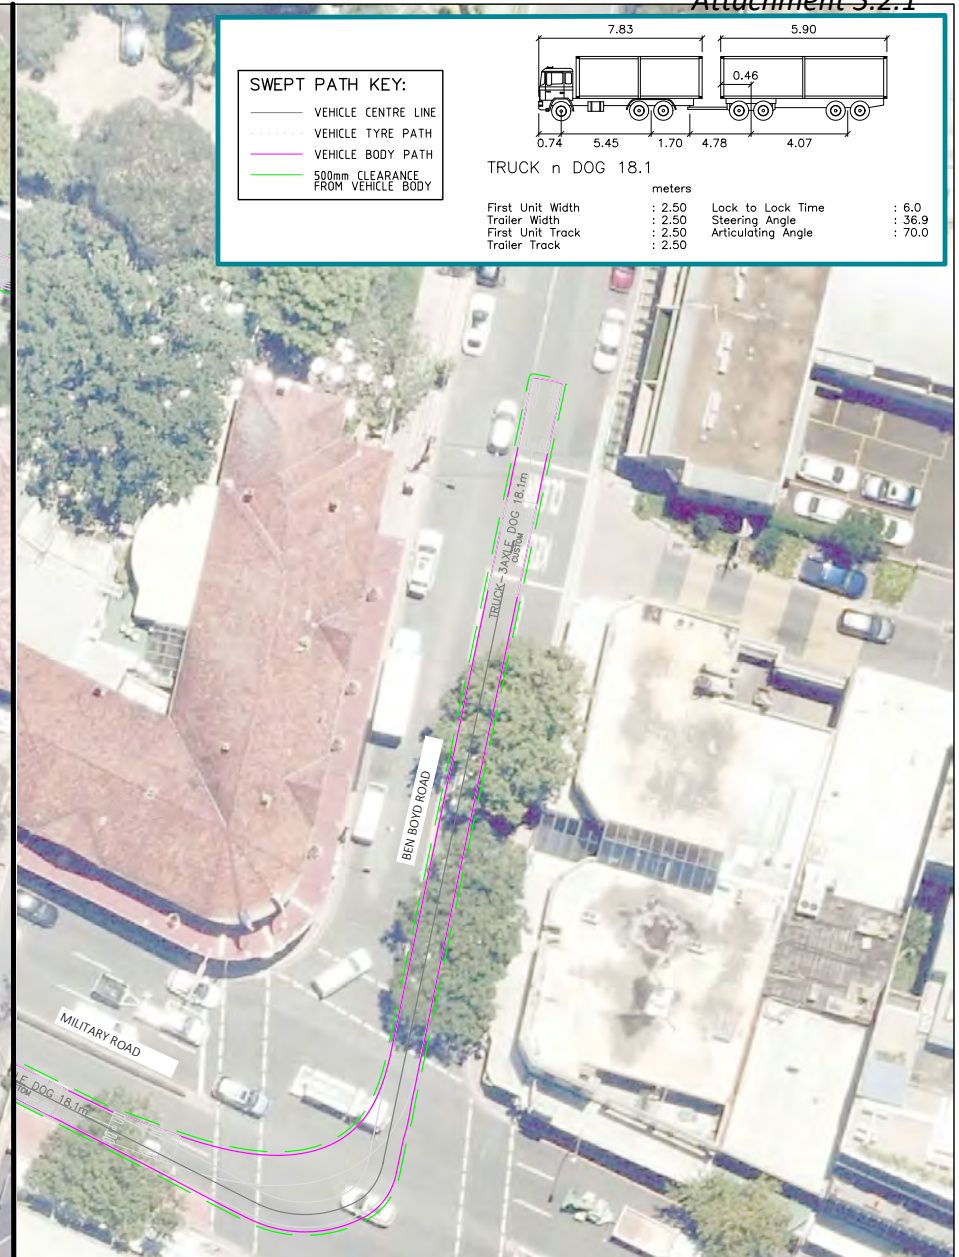 Attachment 5.2.1
SWEPT PATH KEY:
VEHICLE CENTRE LINE
VEHICLE TYRE PATH
VEHICLE BODY PATH
500mm CLEARANCE
FROM VEHICLE BODY
7.83
5.90
0.46
0.74
5.45
1.70
4.78
4.07
TRUCK n DOG 18.1
meters
First Unit Width : 2.50 Lock to Lock Time : 6.0
Trailer Width : 2.50 Steering Angle : 36.9
First Unit Track : 2.50 Articulating Angle : 70.0
Trailer Track : 2.50
TRUCK-3AXLE DOG 18.1m
CUSTOM
BEN BOYD ROAD
MILITARY ROAD
DOG 18.1m